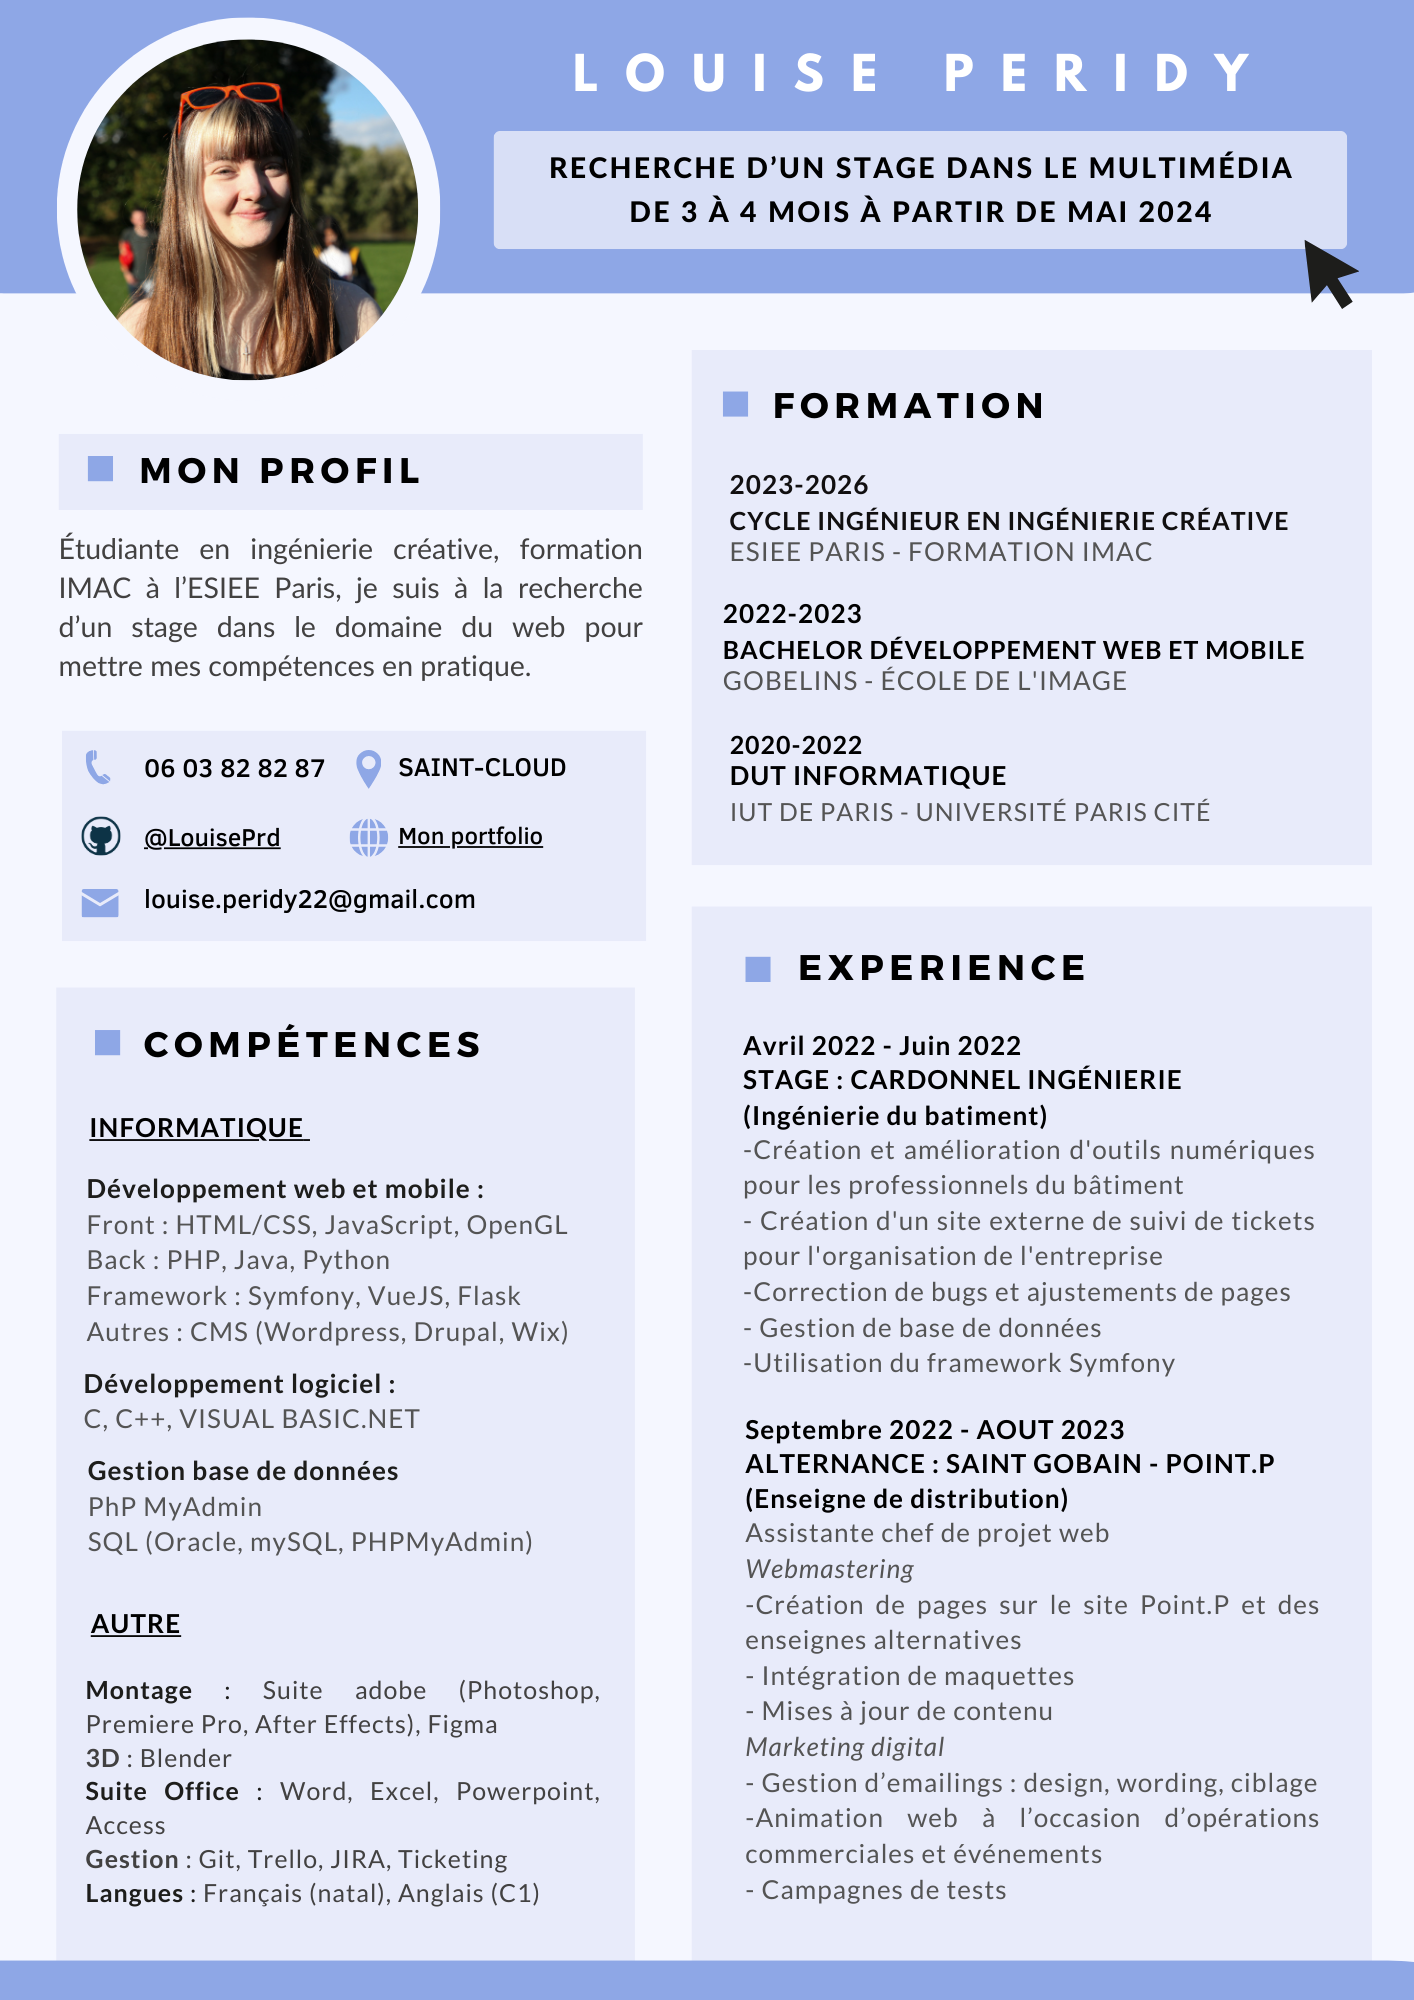 LOUISE PERIDY
RECHERCHE D’UN STAGE DANS LE MULTIMÉDIA
DE 3 À 4 MOIS À PARTIR DE MAI 2024
MON PROFIL
Étudiante en ingénierie créative, formation
IMAC à l’ESIEE Paris, je suis à la recherche
d’un stage dans le domaine du web pour
mettre mes compétences en pratique.
06 03 82 82 87
SAINT-CLOUD
@LouisePrd
Mon portfolio
louise.peridy22@gmail.com
COMPÉTENCES
INFORMATIQUE
Développement web et mobile :
Front : HTML/CSS, JavaScript, OpenGL
Back : PHP, Java, Python
Framework : Symfony, VueJS, Flask
Autres : CMS (Wordpress, Drupal, Wix)
Développement logiciel :
C, C++, VISUAL BASIC.NET
Gestion base de données
PhP MyAdmin
SQL (Oracle, mySQL, PHPMyAdmin)
AUTRE
Montage : Suite adobe (Photoshop,
Premiere Pro, After Effects), Figma
3D : Blender
Suite Office : Word, Excel, Powerpoint,
Access
Gestion : Git, Trello, JIRA, Ticketing
Langues : Français (natal), Anglais (C1)
FORMATION
2023-2026
CYCLE INGÉNIEUR EN INGÉNIERIE CRÉATIVE
ESIEE PARIS - FORMATION IMAC
2022-2023
BACHELOR DÉVELOPPEMENT WEB ET MOBILE
GOBELINS - ÉCOLE DE L'IMAGE
2020-2022
DUT INFORMATIQUE
IUT DE PARIS - UNIVERSITÉ PARIS CITÉ
EXPERIENCE
Avril 2022 - Juin 2022
STAGE : CARDONNEL INGÉNIERIE
(Ingénierie du batiment)
-Création et amélioration d'outils numériques
pour les professionnels du bâtiment
- Création d'un site externe de suivi de tickets
pour l'organisation de l'entreprise
-Correction de bugs et ajustements de pages
- Gestion de base de données
-Utilisation du framework Symfony
Septembre 2022 - AOUT 2023
ALTERNANCE : SAINT GOBAIN - POINT.P
(Enseigne de distribution)
Assistante chef de projet web
Webmastering
-Création de pages sur le site Point.P et des
enseignes alternatives
- Intégration de maquettes
- Mises à jour de contenu
Marketing digital
- Gestion d’emailings : design, wording, ciblage
-Animation web à l’occasion d’opérations
commerciales et événements
- Campagnes de tests